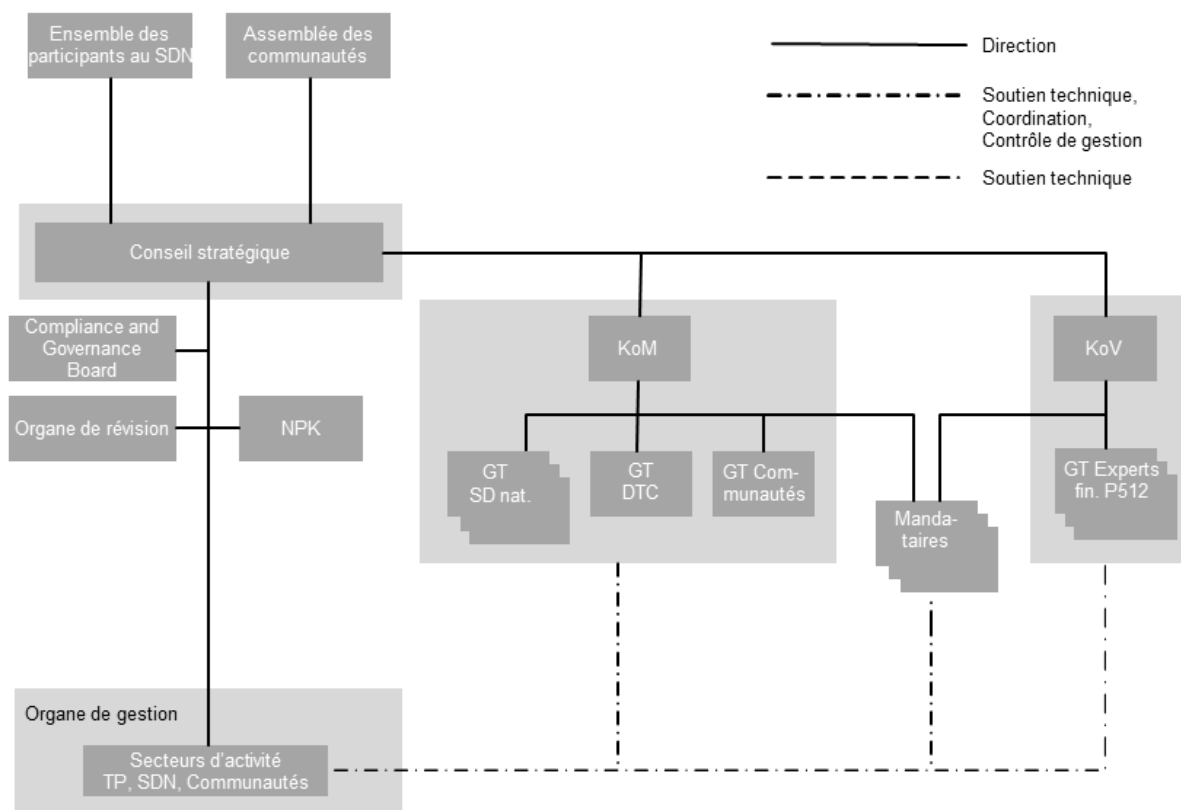 Ensemble des
participants au SDN
Assemblée des
communautés
Direction
Soutien technique,
Coordination,
Contrôle de gestion
Soutien technique
Conseil stratégique
Compliance and
Governance
Board
KoM
KoV
Organe de révision
NPK
GT
SD nat.
GT
DTC
GT Com-
munautés
Manda-
taires
GT Experts
fin. P512
Organe de gestion
Secteurs d'activité
TP, SDN, Communautés